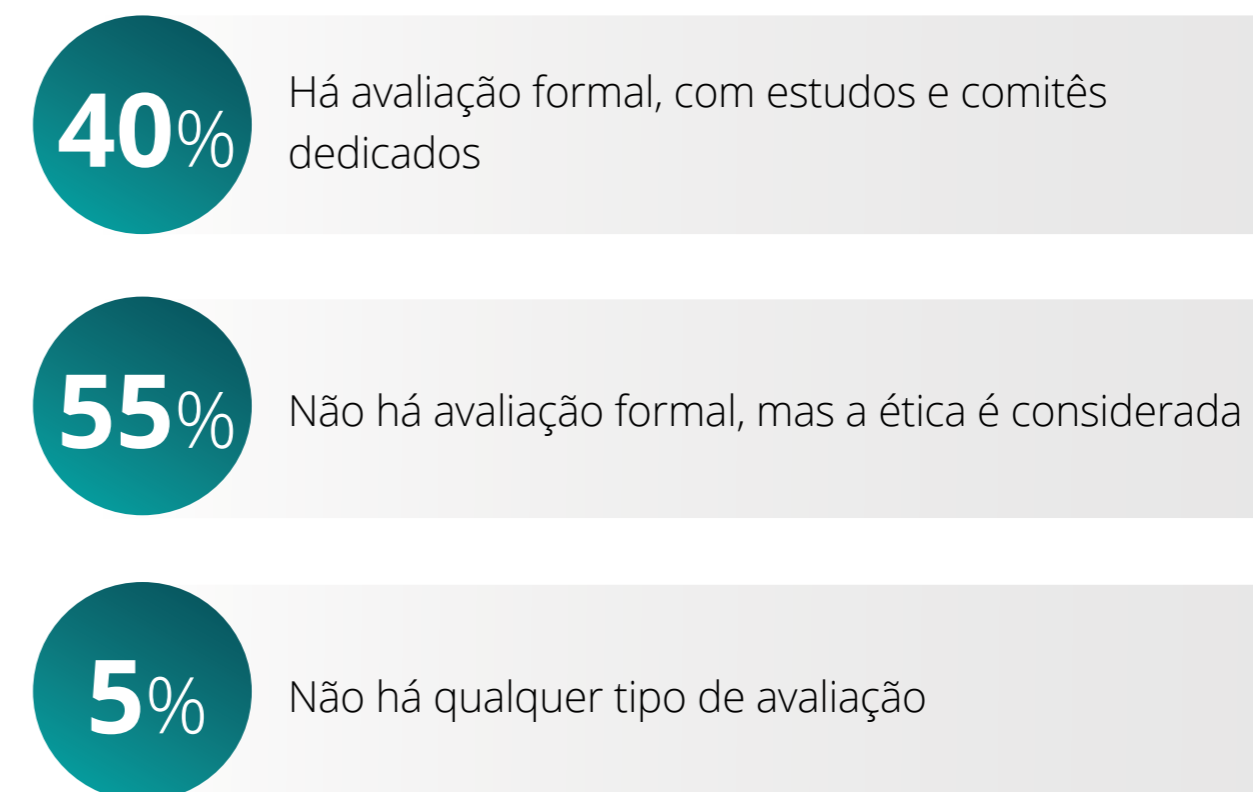 40%
Há avaliação formal, com estudos e comitês
dedicados
55%
Não há avaliação formal, mas a ética é considerada
5%
Não há qualquer tipo de avaliação